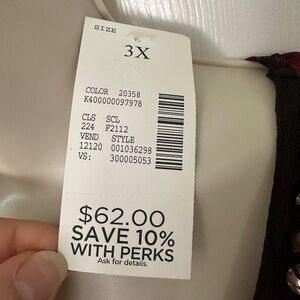 SIZE
3X
COLOR 20358
K400000097978
CLS SCL
224 F2112
VEND STYLE
12120 001036298
VS: 300005053
$62.00
SAVE 10%
WITH PERKS
Ask for details.